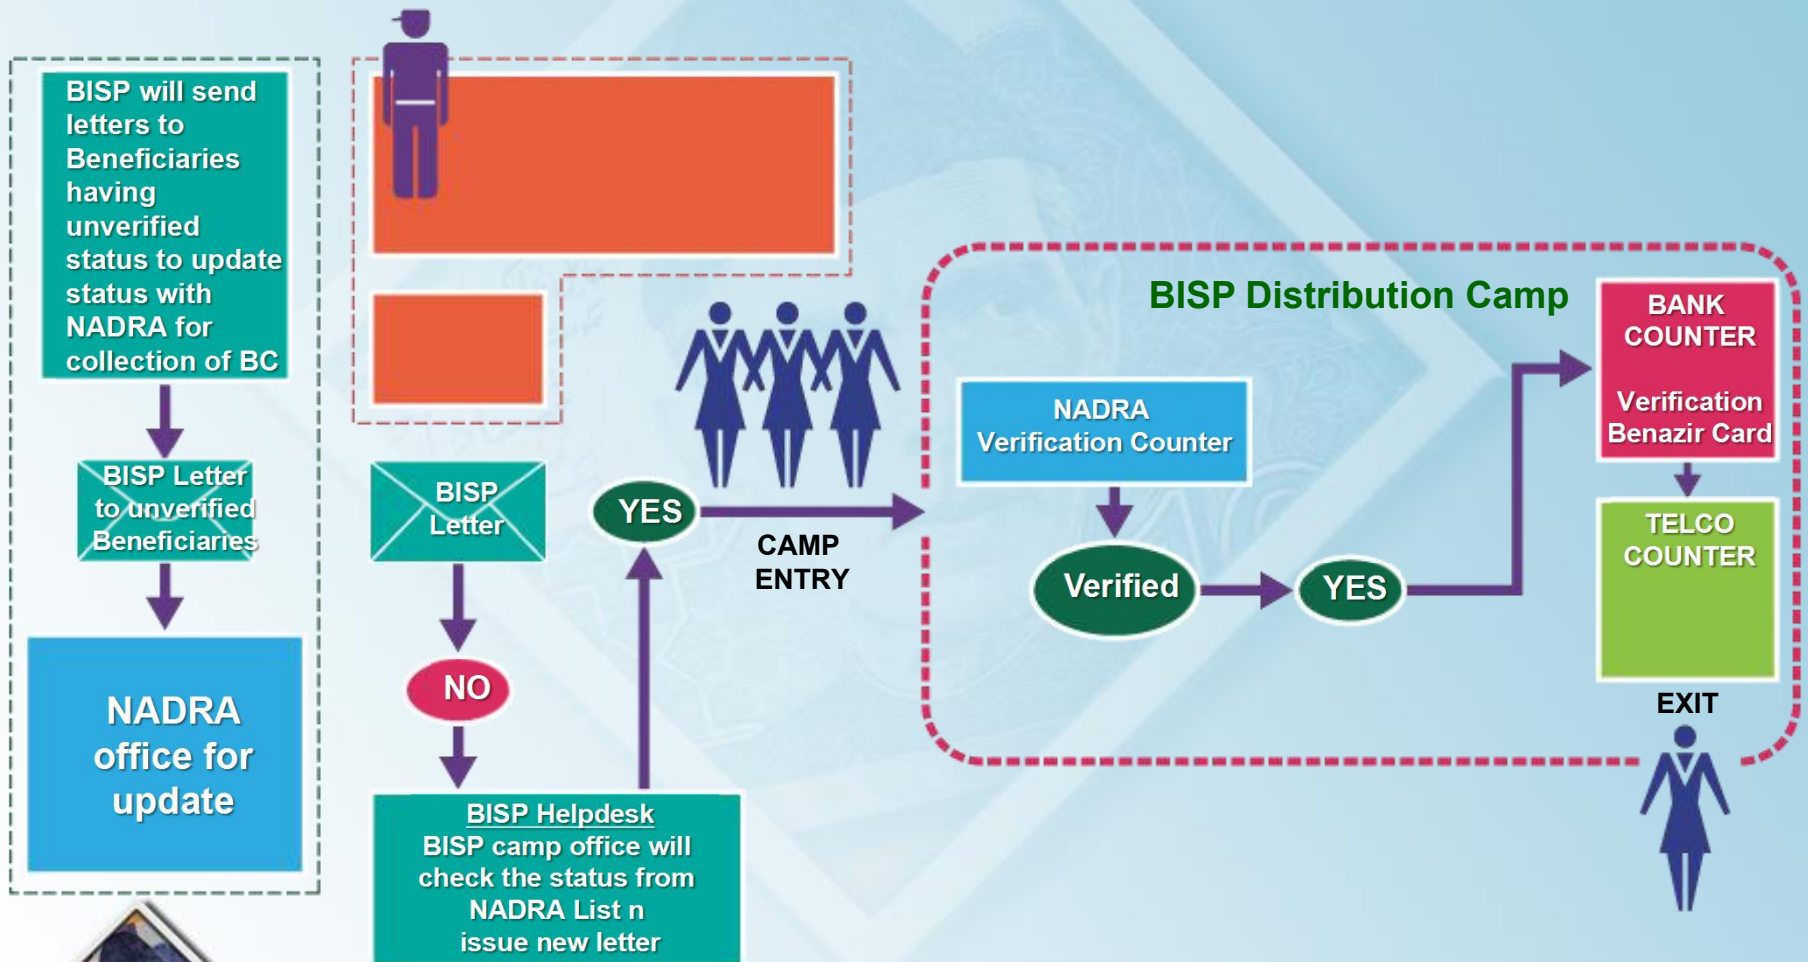 BISP will send
letters to
Beneficiaries
having
unverified
status to update
status with
NADRA for
collection of BC
BISP Letter
to unverified
Beneficiaries
NADRA
office for
update
BISP
Letter
NO
BISP Helpdesk
BISP camp office will
check the status from
NADRA List n
issue new letter
YES
CAMP
ENTRY
BISP Distribution Camp
NADRA
Verification Counter
Verified
YES
BANK
COUNTER
Verification
Benazir Card
TELCO
COUNTER
EXIT